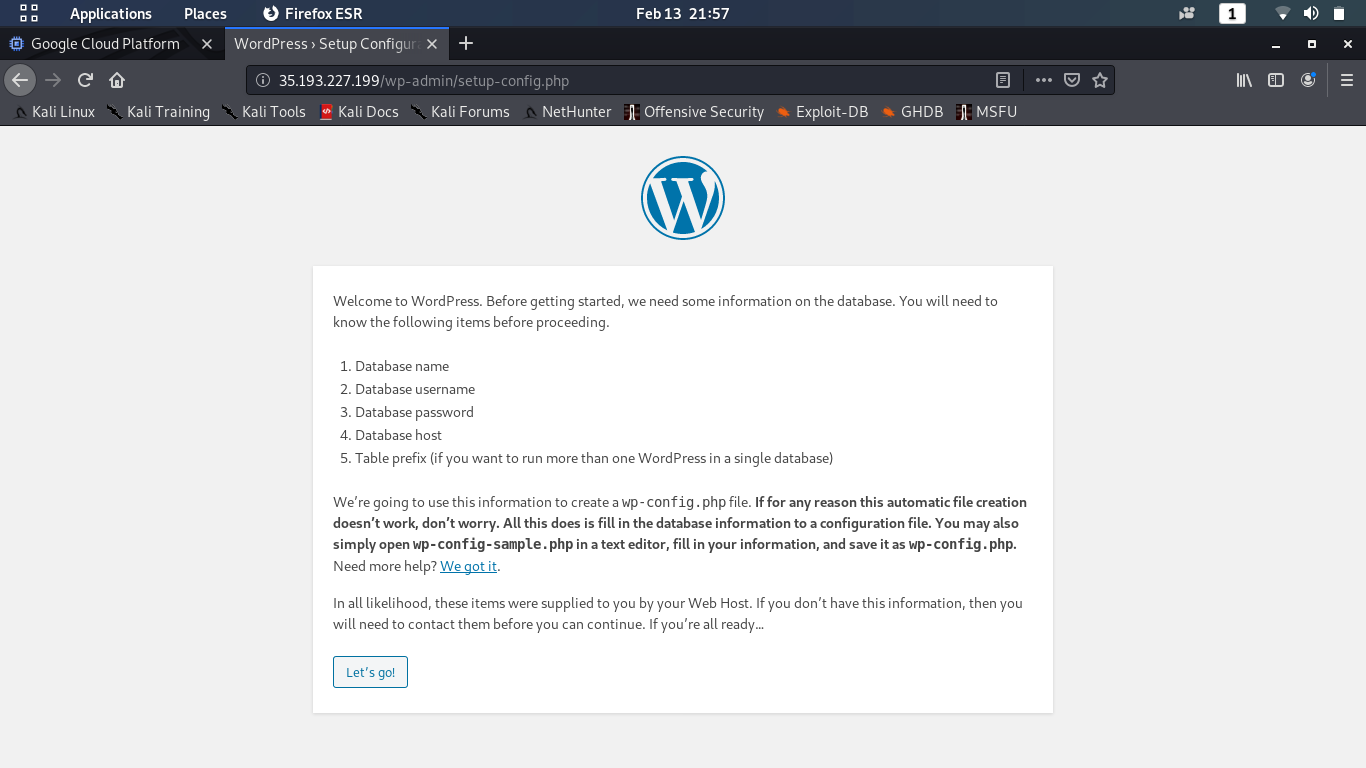 Applications Places Firefox ESR Feb 13 21:57 1
Google Cloud Platform WordPress › Setup Configura
35.193.227.199/wp-admin/setup-config.php
Kali Linux Kali Training Kali Tools Kali Docs Kali Forums NetHunter Offensive Security Exploit-DB GHDB MSFU
Welcome to WordPress. Before getting started, we need some information on the database. You will need to
know the following items before proceeding.
1. Database name
2. Database username
3. Database password
4. Database host
5. Table prefix (if you want to run more than one WordPress in a single database)
We’re going to use this information to create a wp-config.php file. If for any reason this automatic file creation
doesn’t work, don’t worry. All this does is fill in the database information to a configuration file. You may also
simply open wp-config-sample.php in a text editor, fill in your information, and save it as wp-config.php.
Need more help? We got it.
In all likelihood, these items were supplied to you by your Web Host. If you don’t have this information, then you
will need to contact them before you can continue. If you’re all ready…
Let’s go!